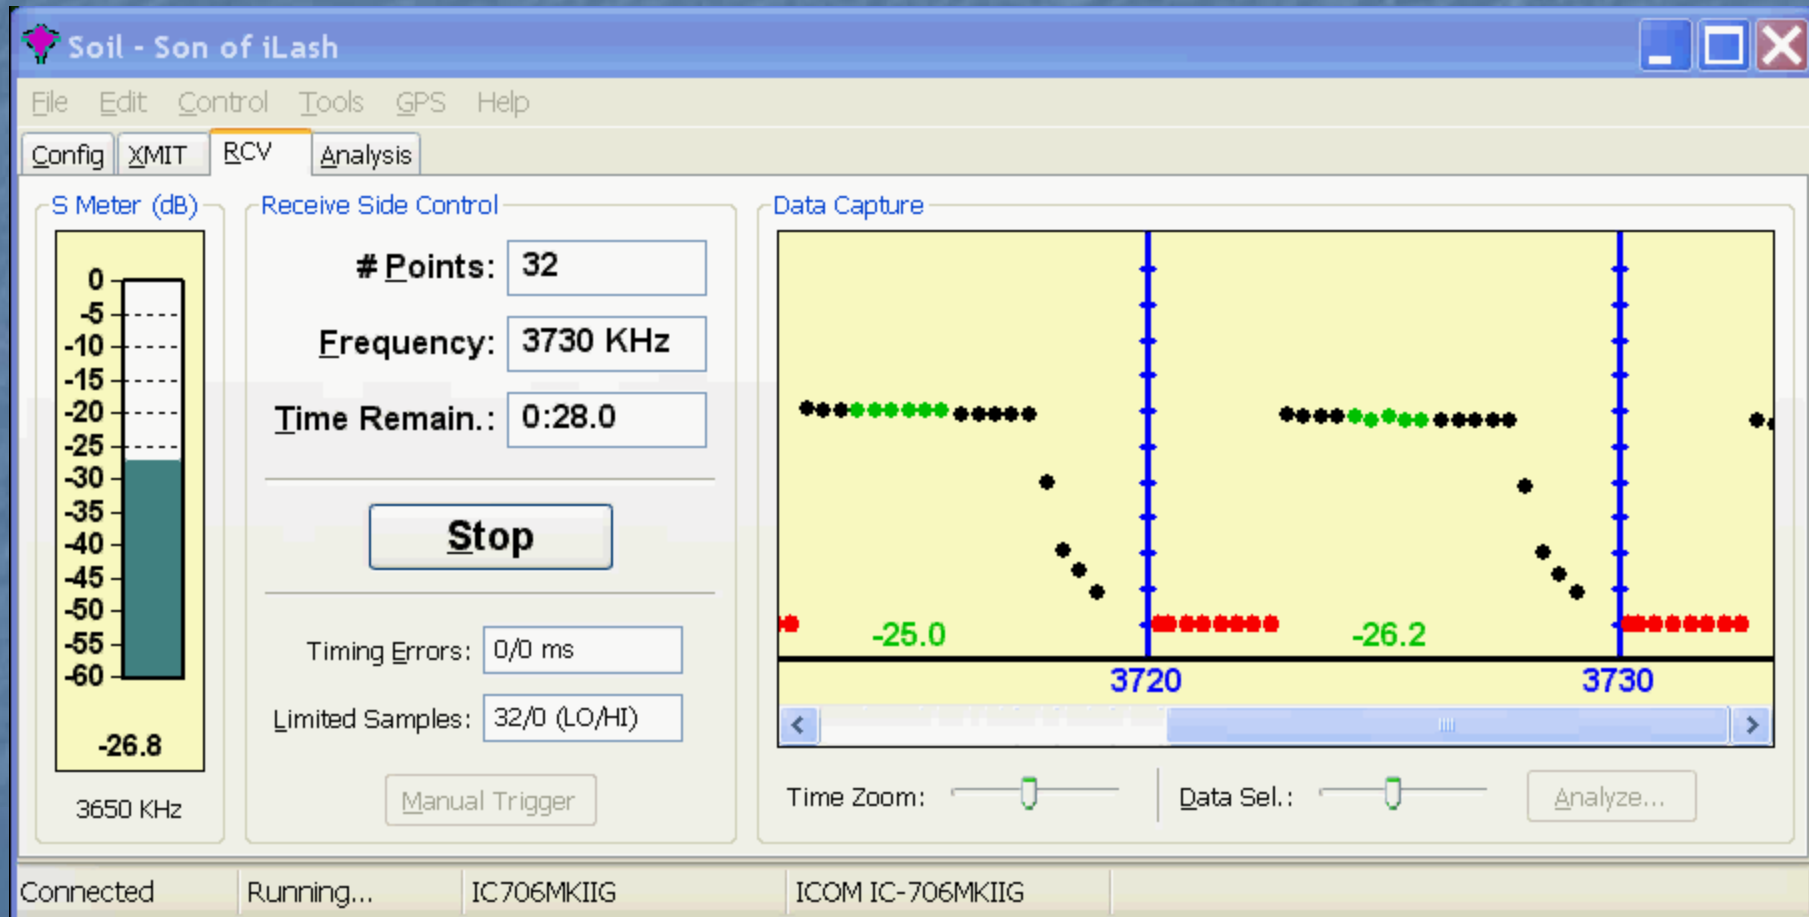 Soil - Son of iLash
File Edit Control Tools GPS Help
Config XMIT RCV Analysis
S Meter (dB)
0
-5
-10
-15
-20
-25
-30
-35
-40
-45
-50
-55
-60
-26.8
3650 KHz
Receive Side Control
# Points: 32
Frequency: 3730 KHz
Time Remain.: 0:28.0
Stop
Timing Errors: 0/0 ms
Limited Samples: 32/0 (LO/HI)
Manual Trigger
Data Capture
-25.0 -26.2
3720 3730
Time Zoom: Data Sel.: Analyze...
Connected Running... IC706MKIIG ICOM IC-706MKIIG